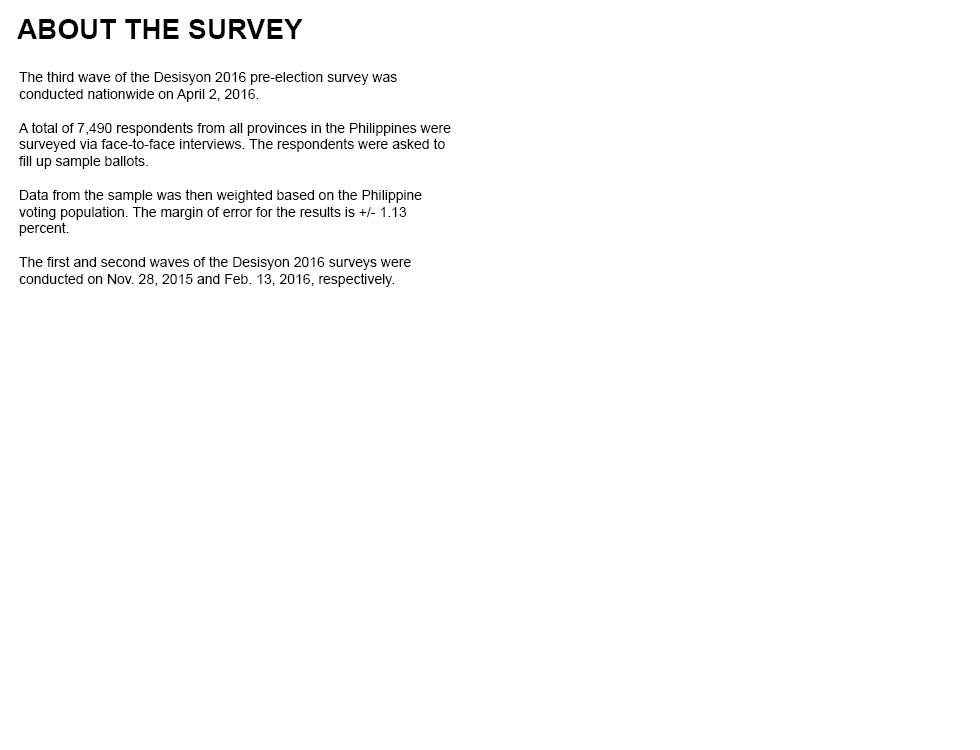 ABOUT THE SURVEY
The third wave of the Desisyon 2016 pre-election survey was
conducted nationwide on April 2, 2016.
A total of 7,490 respondents from all provinces in the Philippines were
surveyed via face-to-face interviews. The respondents were asked to
fill up sample ballots.
Data from the sample was then weighted based on the Philippine
voting population. The margin of error for the results is +/- 1.13
percent.
The first and second waves of the Desisyon 2016 surveys were
conducted on Nov. 28, 2015 and Feb. 13, 2016, respectively.